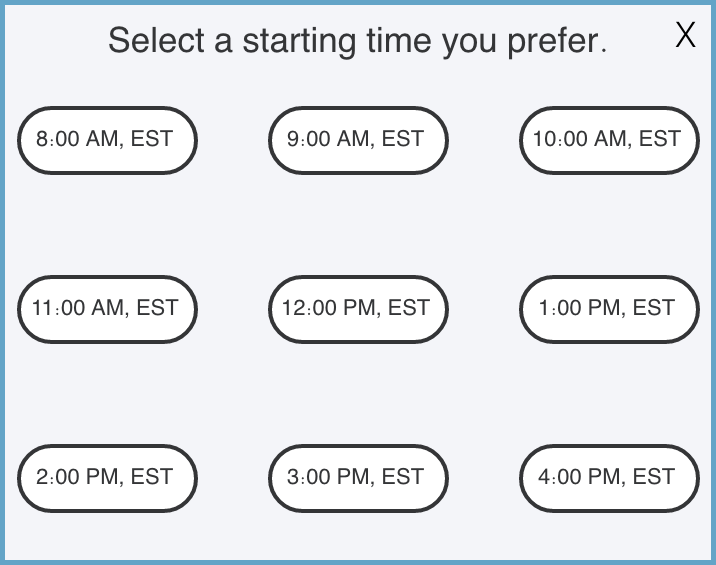 Select a starting time you prefer.
X
8:00 AM, EST
9:00 AM, EST
10:00 AM, EST
11:00 AM, EST
12:00 PM, EST
1:00 PM, EST
2:00 PM, EST
3:00 PM, EST
4:00 PM, EST